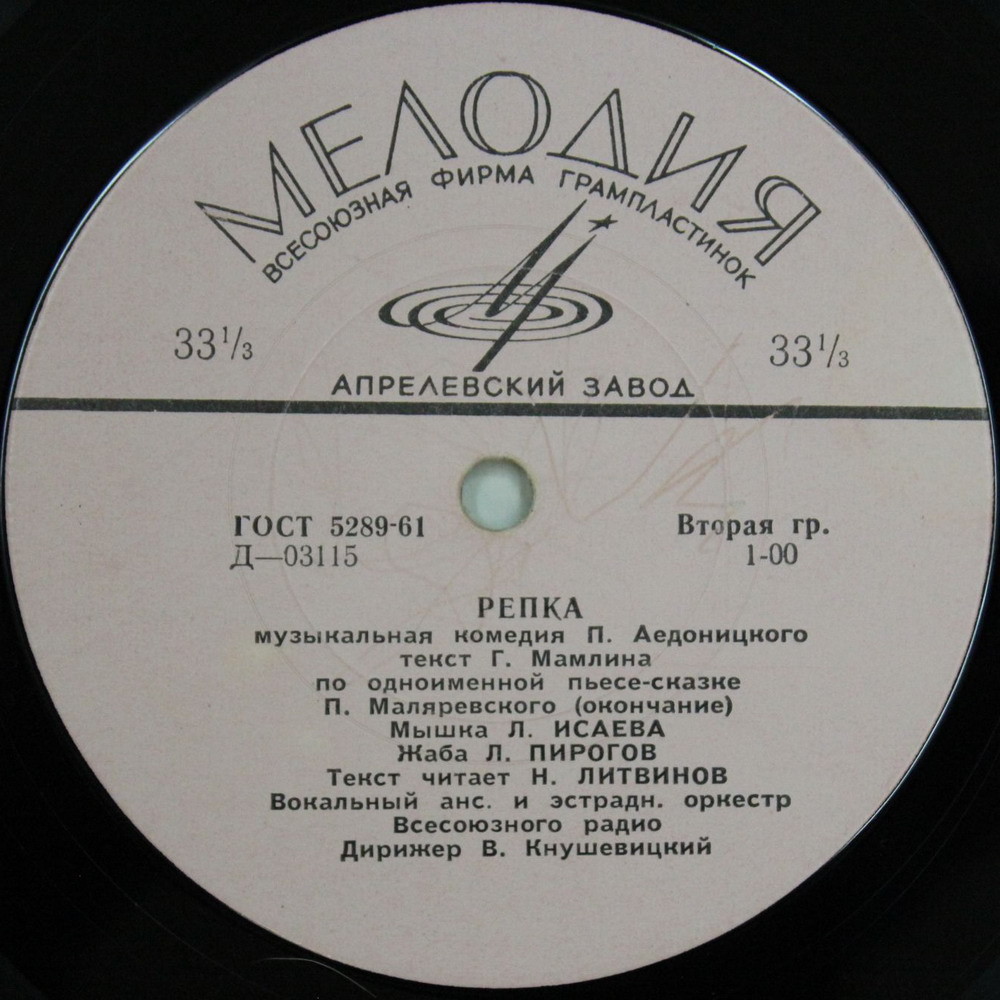 МЕЛОДИЯ
ВСЕСОЮЗНАЯ ФИРМА ГРАМПЛАСТИНОК
33⅓ 33⅓
АПРЕЛЕВСКИЙ ЗАВОД
ГОСТ 5289-61 Вторая гр.
Д—03115 1-00
РЕПКА
музыкальная комедия П. Аедоницкого
текст Г. Мамлина
по одноименной пьесе-сказке
П. Маляревского (окончание)
Мышка Л. ИСАЕВА
Жаба Л. ПИРОГОВ
Текст читает Н. ЛИТВИНОВ
Вокальный анс. и эстрадн. оркестр
Всесоюзного радио
Дирижер В. Кнушевицкий